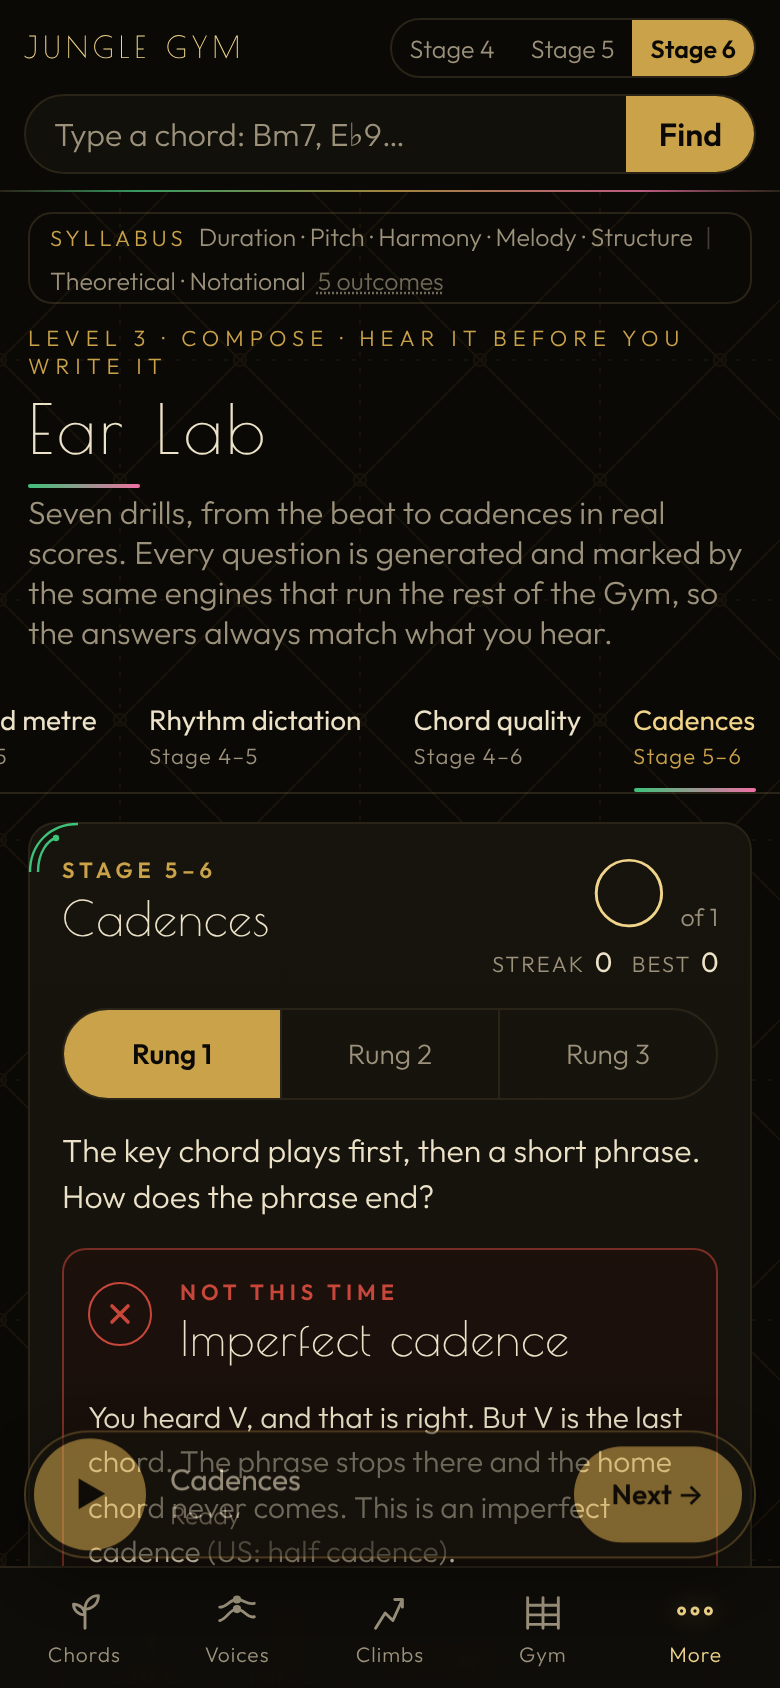 JUNGLE GYM
Stage 4 Stage 5 Stage 6
Type a chord: Bm7, E♭9… Find
SYLLABUS Duration · Pitch · Harmony · Melody · Structure |
Theoretical · Notational 5 outcomes
LEVEL 3 · COMPOSE · HEAR IT BEFORE YOU
WRITE IT
Ear Lab
Seven drills, from the beat to cadences in real
scores. Every question is generated and marked by
the same engines that run the rest of the Gym, so
the answers always match what you hear.
d metre Rhythm dictation Chord quality Cadences
5 Stage 4–5 Stage 4–6 Stage 5–6
STAGE 5–6
Cadences
of 1
STREAK 0 BEST 0
Rung 1 Rung 2 Rung 3
The key chord plays first, then a short phrase.
How does the phrase end?
NOT THIS TIME
Imperfect cadence
You heard V, and that is right. But V is the last
chord. The phrase stops there and the home
chord never comes. This is an imperfect
cadence (US: half cadence).
Cadences
Ready
Next →
Chords Voices Climbs Gym More